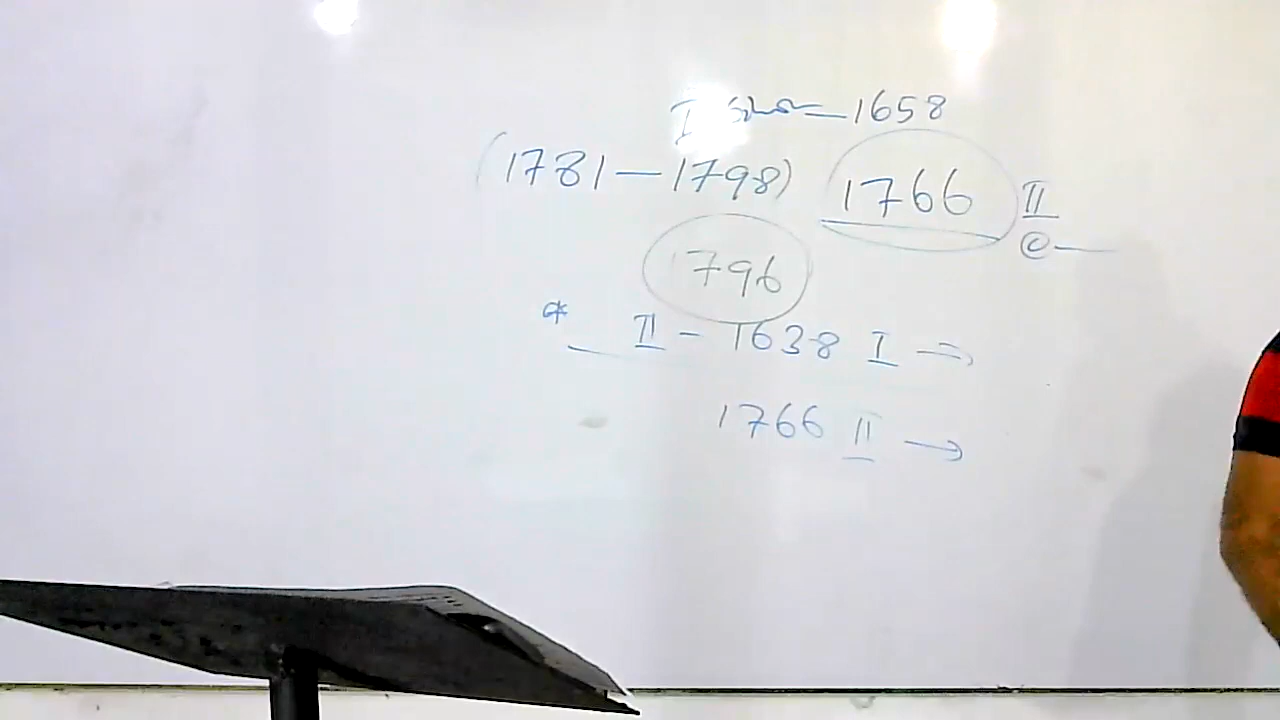 I = 1658
(1781 — 1798) 1766 II
1796
* II - 1638 I ⇒
1766 II →